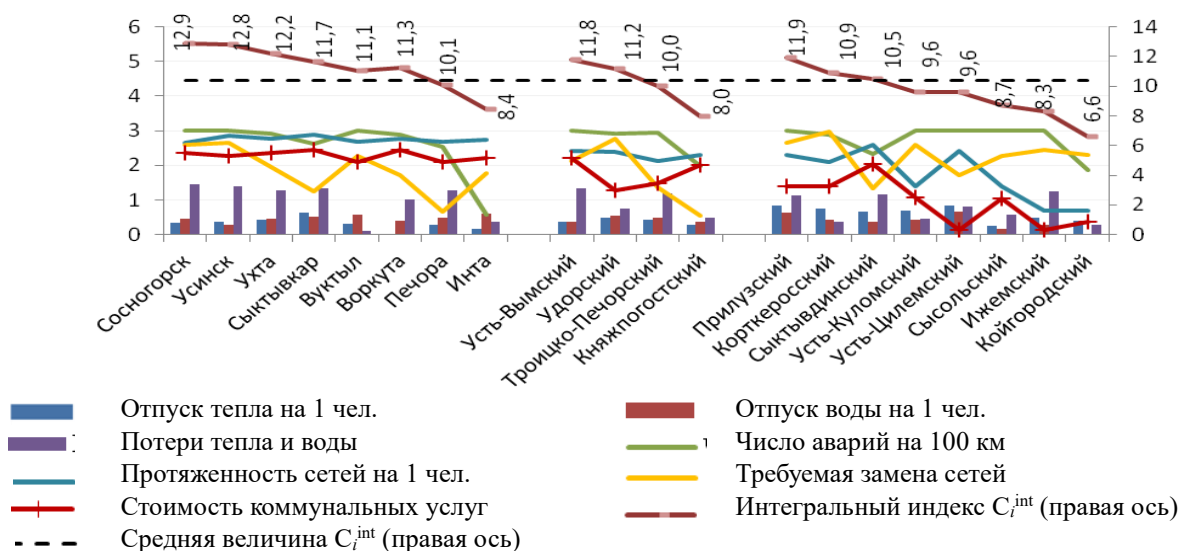 6 5 4 3 2 1 0
14 12 10 8 6 4 2 0
12,9 12,8 12,2 11,7 11,1 11,3 10,1 8,4 11,8 11,2 10,0 8,0 11,9 10,9 10,5 9,6 9,6 8,7 8,3 6,6
Сосногорск
Усинск
Ухта
Сыктывкар
Вуктыл
Воркута
Печора
Инта
Усть-Вымский
Удорский
Троицко-Печорский
Княжпогостский
Прилузский
Корткеросский
Сыктывдинский
Усть-Куломский
Усть-Цилемский
Сысольский
Ижемский
Койгородский
Отпуск тепла на 1 чел. Отпуск воды на 1 чел.
Потери тепла и воды Число аварий на 100 км
Протяженность сетей на 1 чел. Требуемая замена сетей
Стоимость коммунальных услуг Интегральный индекс Ciint (правая ось)
Средняя величина Ciint (правая ось)